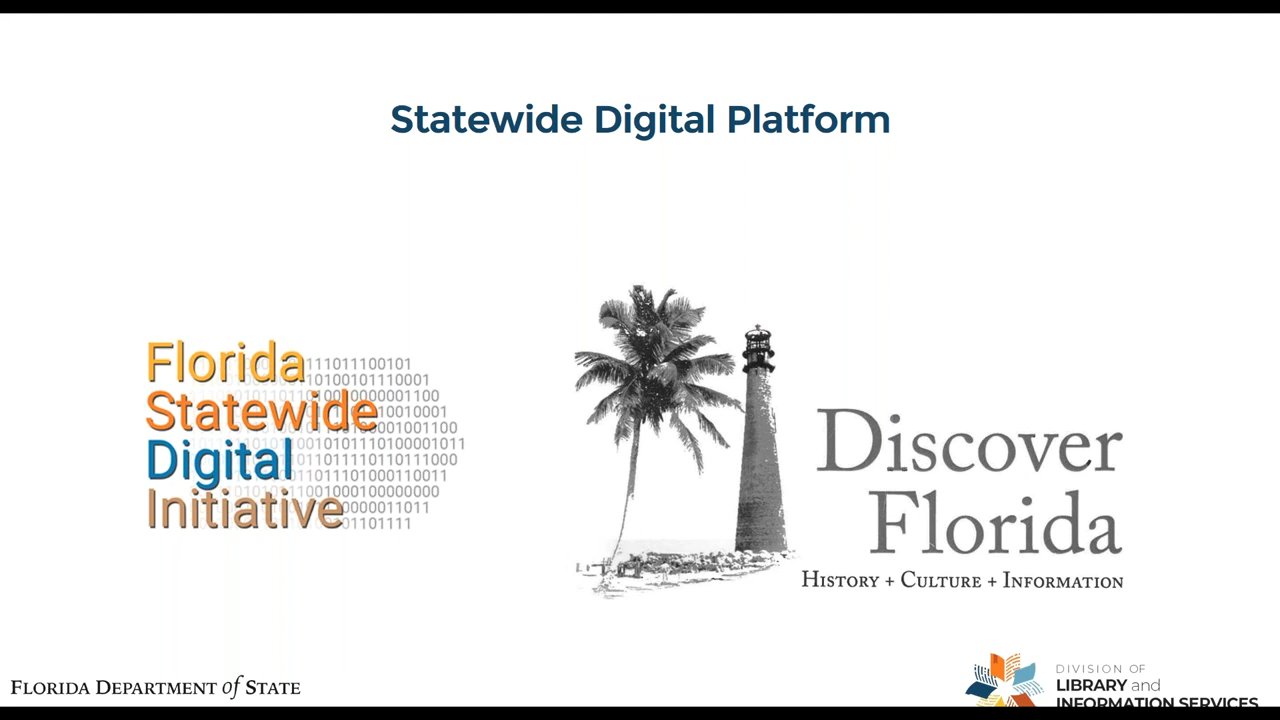 Statewide Digital Platform
Florida
Statewide
Digital
Initiative
Discover
Florida
History + Culture + Information
Florida Department of State
DIVISION OF
LIBRARY and
INFORMATION SERVICES